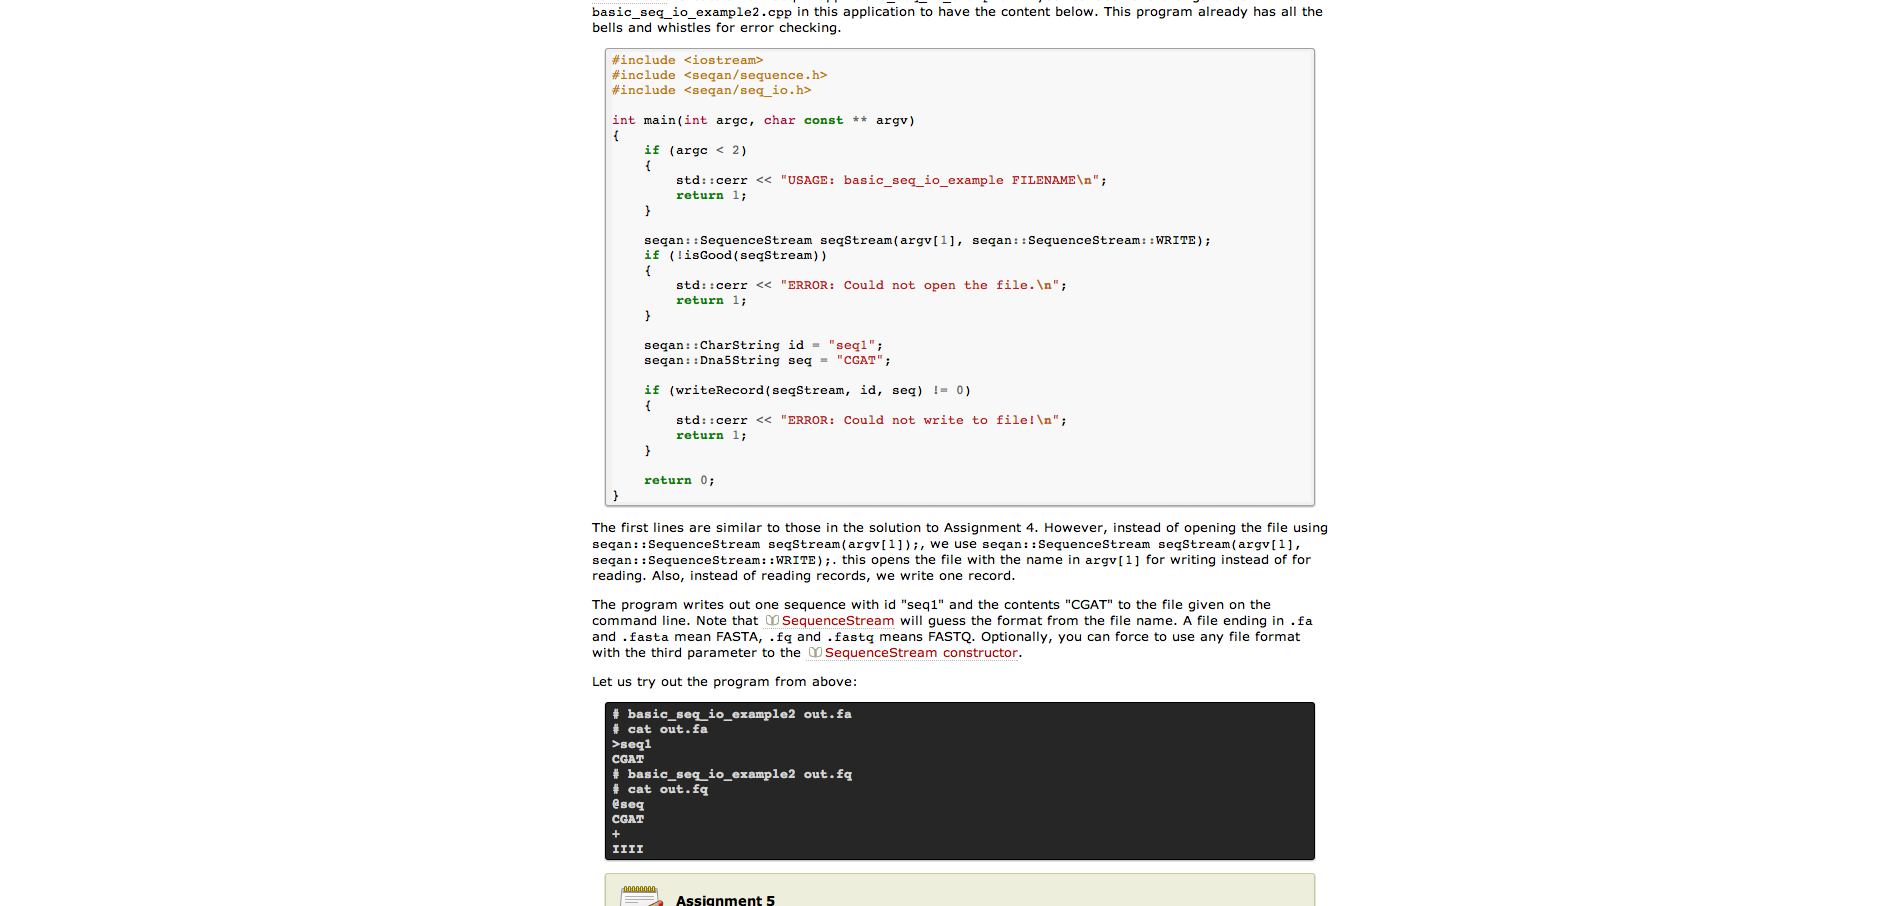 basic_seq_io_example2.cpp in this application to have the content below. This program already has all the
bells and whistles for error checking.
#include <iostream>
#include <seqan/sequence.h>
#include <seqan/seq_io.h>
int main(int argc, char const ** argv)
{
    if (argc < 2)
    {
        std::cerr << "USAGE: basic_seq_io_example FILENAME\n";
        return 1;
    }
    seqan::SequenceStream seqStream(argv[1], seqan::SequenceStream::WRITE);
    if (!isGood(seqStream))
    {
        std::cerr << "ERROR: Could not open the file.\n";
        return 1;
    }
    seqan::CharString id = "seq1";
    seqan::Dna5String seq = "CGAT";
    if (writeRecord(seqStream, id, seq) != 0)
    {
        std::cerr << "ERROR: Could not write to file!\n";
        return 1;
    }
    return 0;
}
The first lines are similar to those in the solution to Assignment 4. However, instead of opening the file using
seqan::SequenceStream seqStream(argv[1]);, we use seqan::SequenceStream seqStream(argv[1],
seqan::SequenceStream::WRITE);. this opens the file with the name in argv[1] for writing instead of for
reading. Also, instead of reading records, we write one record.
The program writes out one sequence with id "seq1" and the contents "CGAT" to the file given on the
command line. Note that SequenceStream will guess the format from the file name. A file ending in .fa
and .fasta mean FASTA, .fq and .fastq means FASTQ. Optionally, you can force to use any file format
with the third parameter to the SequenceStream constructor.
Let us try out the program from above:
# basic_seq_io_example2 out.fa
# cat out.fa
>seq1
CGAT
# basic_seq_io_example2 out.fq
# cat out.fq
@seq
CGAT
+
IIII
Assignment 5